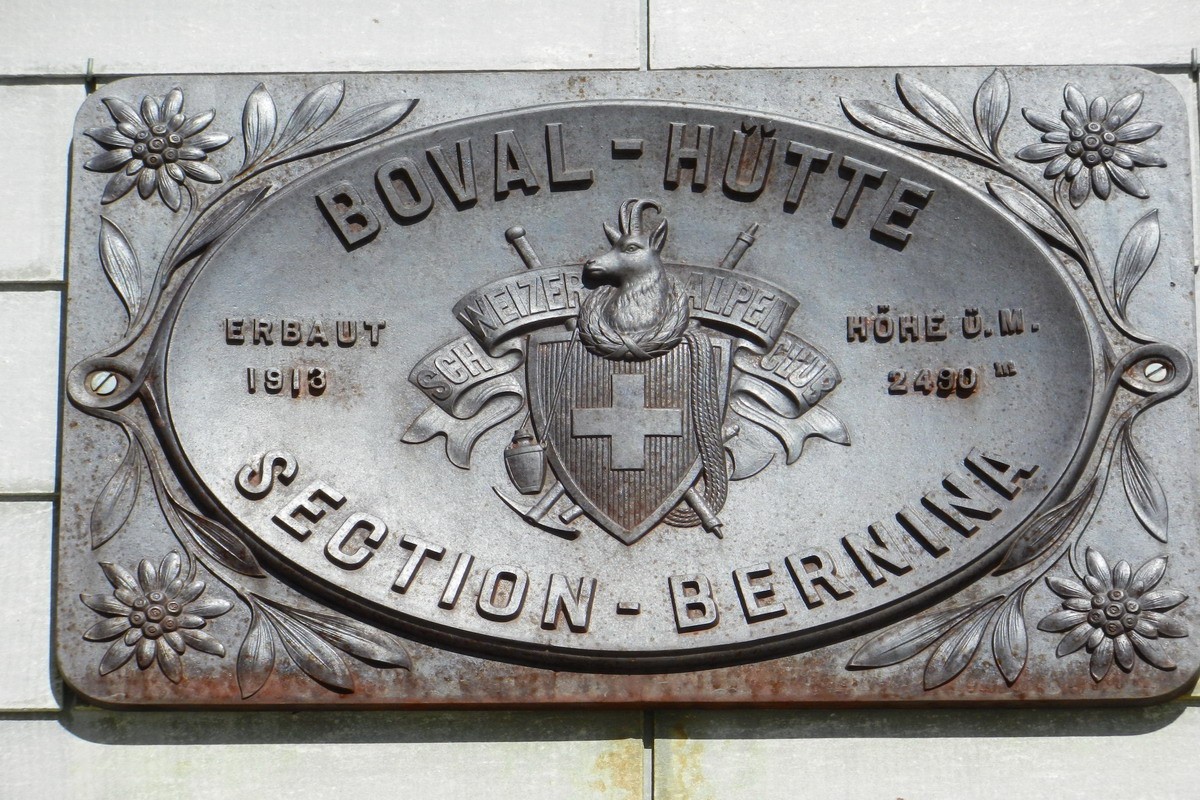 BOVAL - HÜTTE
SCHWEIZER ALPEN CLUB
ERBAUT
1913
HÖHE Ü. M.
2490 m
SECTION - BERNINA